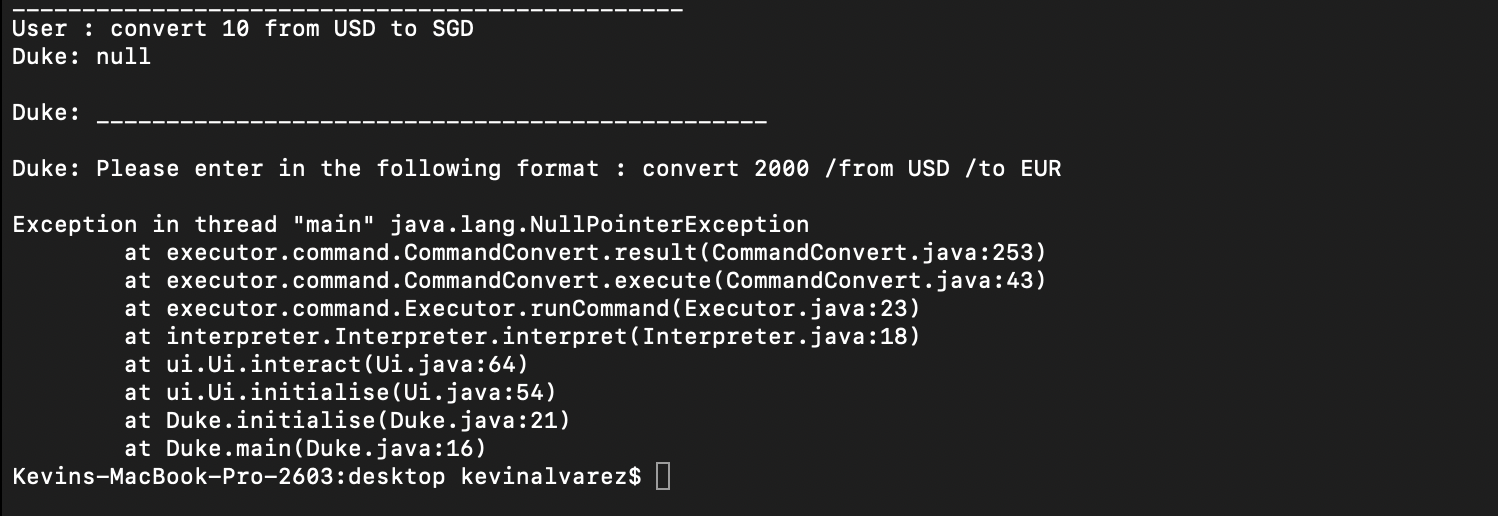 ________________________________________________
User : convert 10 from USD to SGD
Duke: null
Duke: ________________________________________________
Duke: Please enter in the following format : convert 2000 /from USD /to EUR
Exception in thread "main" java.lang.NullPointerException
        at executor.command.CommandConvert.result(CommandConvert.java:253)
        at executor.command.CommandConvert.execute(CommandConvert.java:43)
        at executor.command.Executor.runCommand(Executor.java:23)
        at interpreter.Interpreter.interpret(Interpreter.java:18)
        at ui.Ui.interact(Ui.java:64)
        at ui.Ui.initialise(Ui.java:54)
        at Duke.initialise(Duke.java:21)
        at Duke.main(Duke.java:16)
Kevins-MacBook-Pro-2603:desktop kevinalvarez$